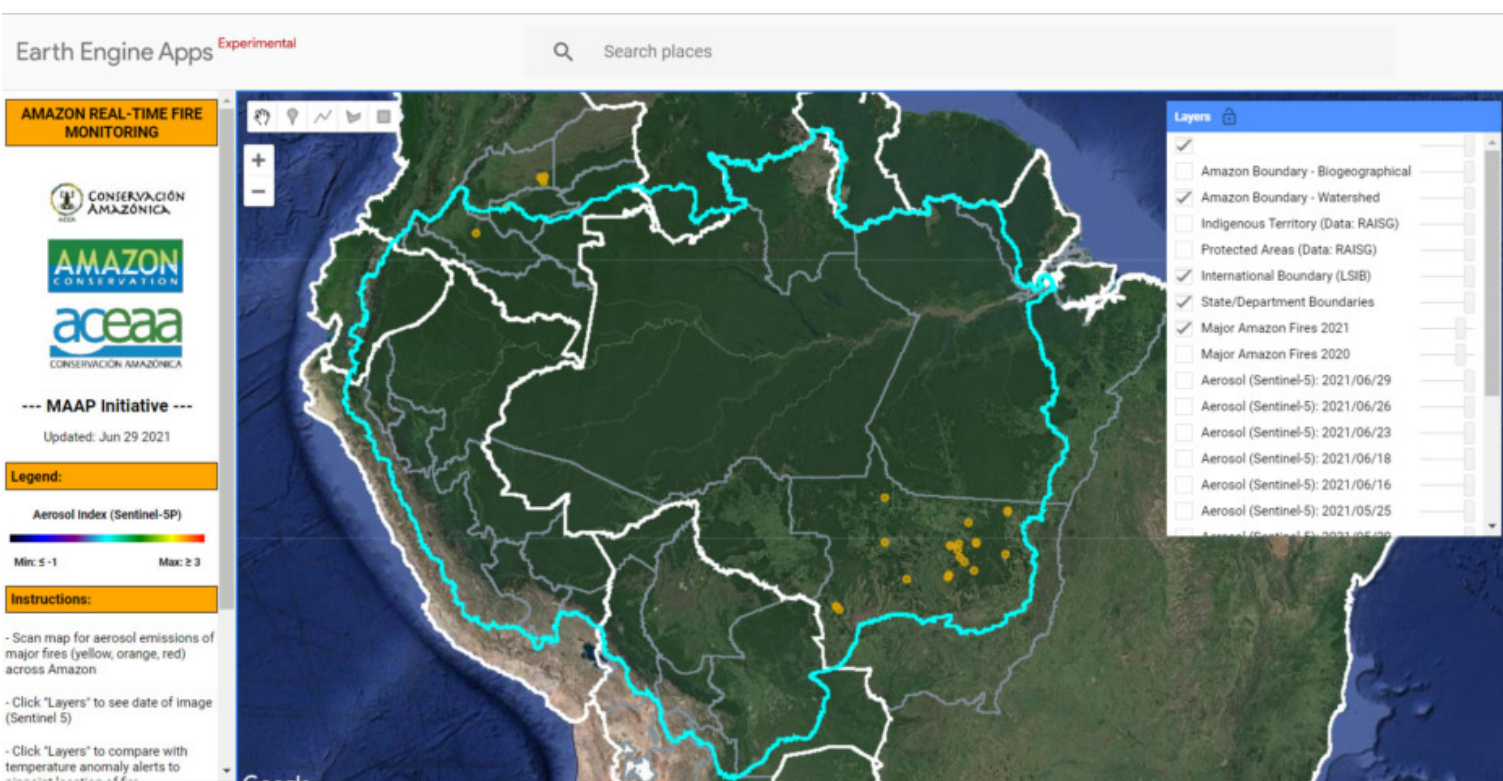 Earth Engine Apps Experimental
Search places
AMAZON REAL-TIME FIRE
MONITORING
CONSERVACIÓN
AMAZÓNICA
AMAZON
CONSERVATION
aceaa
CONSERVACIÓN AMAZÓNICA
--- MAAP Initiative ---
Updated: Jun 29 2021
Legend:
Aerosol Index (Sentinel-5P)
Min: ≤ -1 Max: ≥ 3
Instructions:
- Scan map for aerosol emissions of
major fires (yellow, orange, red)
across Amazon
- Click "Layers" to see date of image
(Sentinel 5)
- Click "Layers" to compare with
temperature anomaly alerts to
pinpoint location of fire
+
−
Google
Layers
Amazon Boundary - Biogeographical
Amazon Boundary - Watershed
Indigenous Territory (Data: RAISG)
Protected Areas (Data: RAISG)
International Boundary (LSIB)
State/Department Boundaries
Major Amazon Fires 2021
Major Amazon Fires 2020
Aerosol (Sentinel-5): 2021/06/29
Aerosol (Sentinel-5): 2021/06/26
Aerosol (Sentinel-5): 2021/06/23
Aerosol (Sentinel-5): 2021/06/18
Aerosol (Sentinel-5): 2021/06/16
Aerosol (Sentinel-5): 2021/05/25